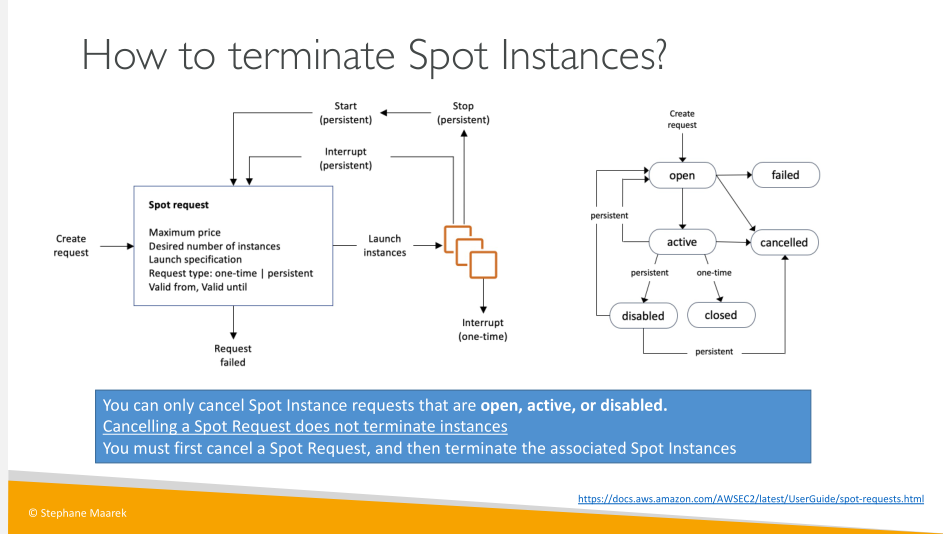 How to terminate Spot Instances?
Start
(persistent)
Stop
(persistent)
Interrupt
(persistent)
Create
request
Spot request
Maximum price
Desired number of instances
Launch specification
Request type: one-time | persistent
Valid from, Valid until
Launch
instances
Interrupt
(one-time)
Request
failed
Create
request
open
failed
persistent
active
cancelled
persistent
one-time
disabled
closed
persistent
You can only cancel Spot Instance requests that are open, active, or disabled.
Cancelling a Spot Request does not terminate instances
You must first cancel a Spot Request, and then terminate the associated Spot Instances
https://docs.aws.amazon.com/AWSEC2/latest/UserGuide/spot-requests.html
© Stephane Maarek